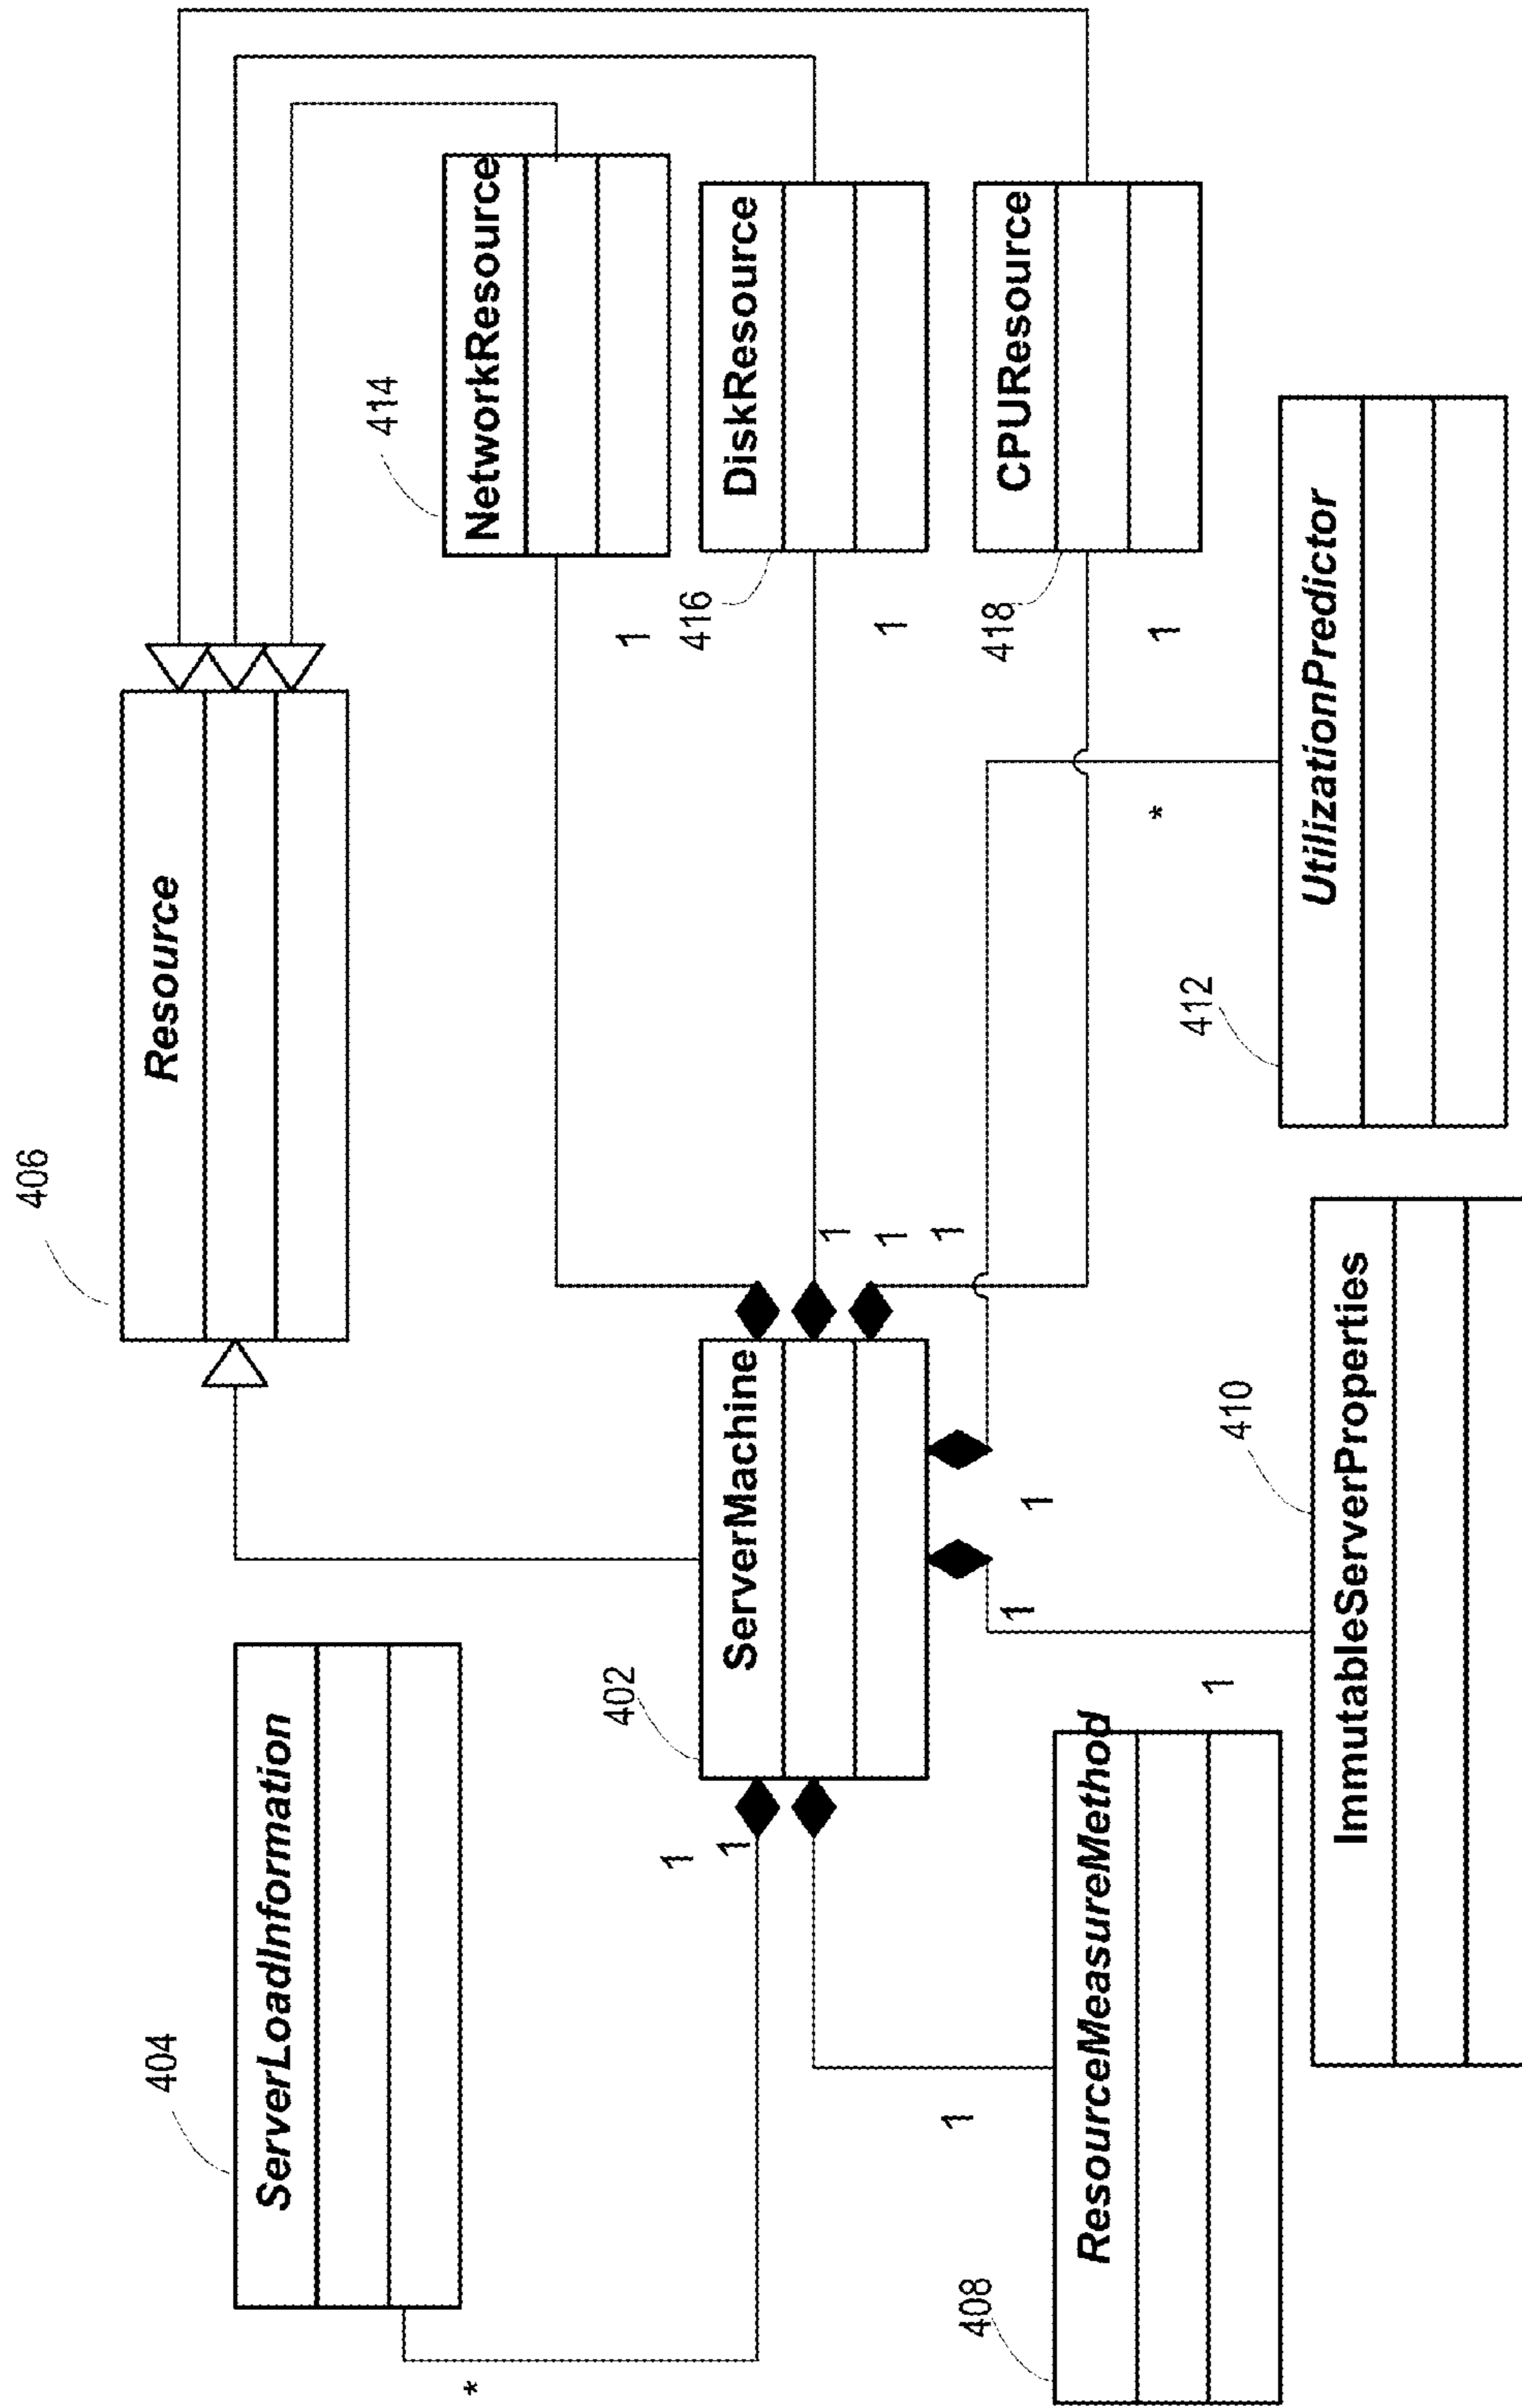 406
404
Resource
ServerLoadInformation
414
*
NetworkResource
402
1
1
416
1
ServerMachine
DiskResource
1
1
1
1
1
408
418
CPUResource
1
1
ResourceMeasureMethod
*
1
412
1
410
UtilizationPredictor
ImmutableServerProperties